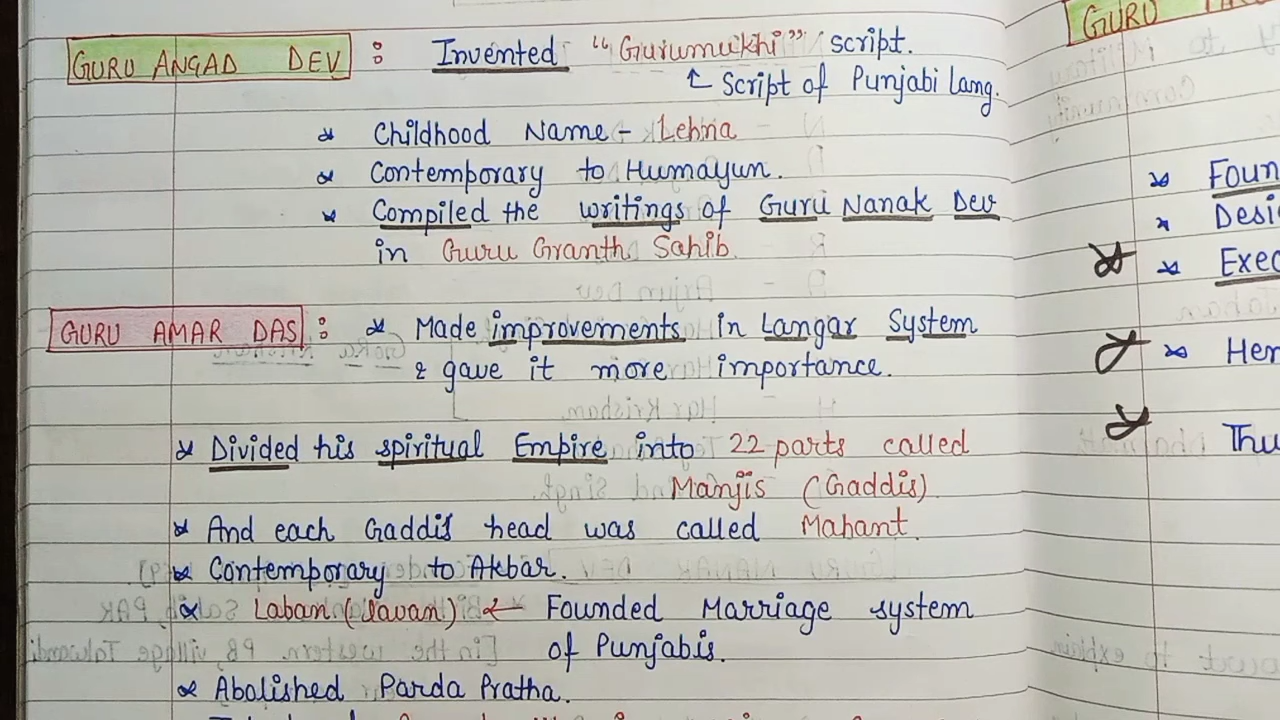 GURU ANGAD DEV : Invented "Gurumukhi" script.
↑ Script of Punjabi Lang.
* Childhood Name - Lehna
* Contemporary to Humayun.
* Compiled the writings of Guru Nanak Dev
in Guru Granth Sahib.
GURU AMAR DAS : * Made improvements in Langar System
& gave it more importance.
* Divided his spiritual Empire into 22 parts called
Manjis (Gaddis)
* And each Gaddis head was called Mahant.
* Contemporary to Akbar.
* Laban (Lavan) ← Founded Marriage system
of Punjabis.
* Abolished Parda Pratha.
GURU
* Foun
* Desi
* Exec
* Her
Thu